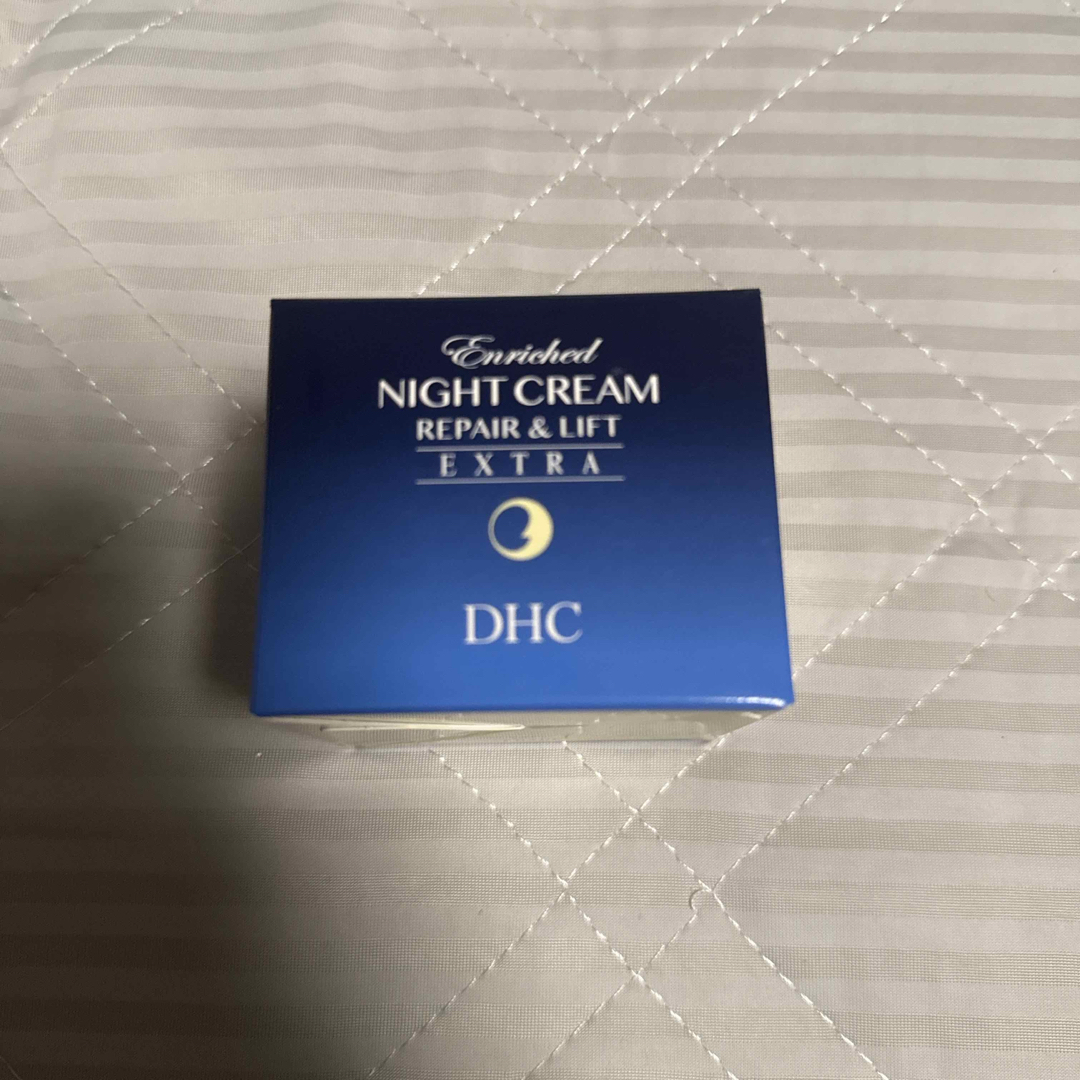 Enriched
NIGHT CREAM
REPAIR & LIFT
EXTRA
DHC